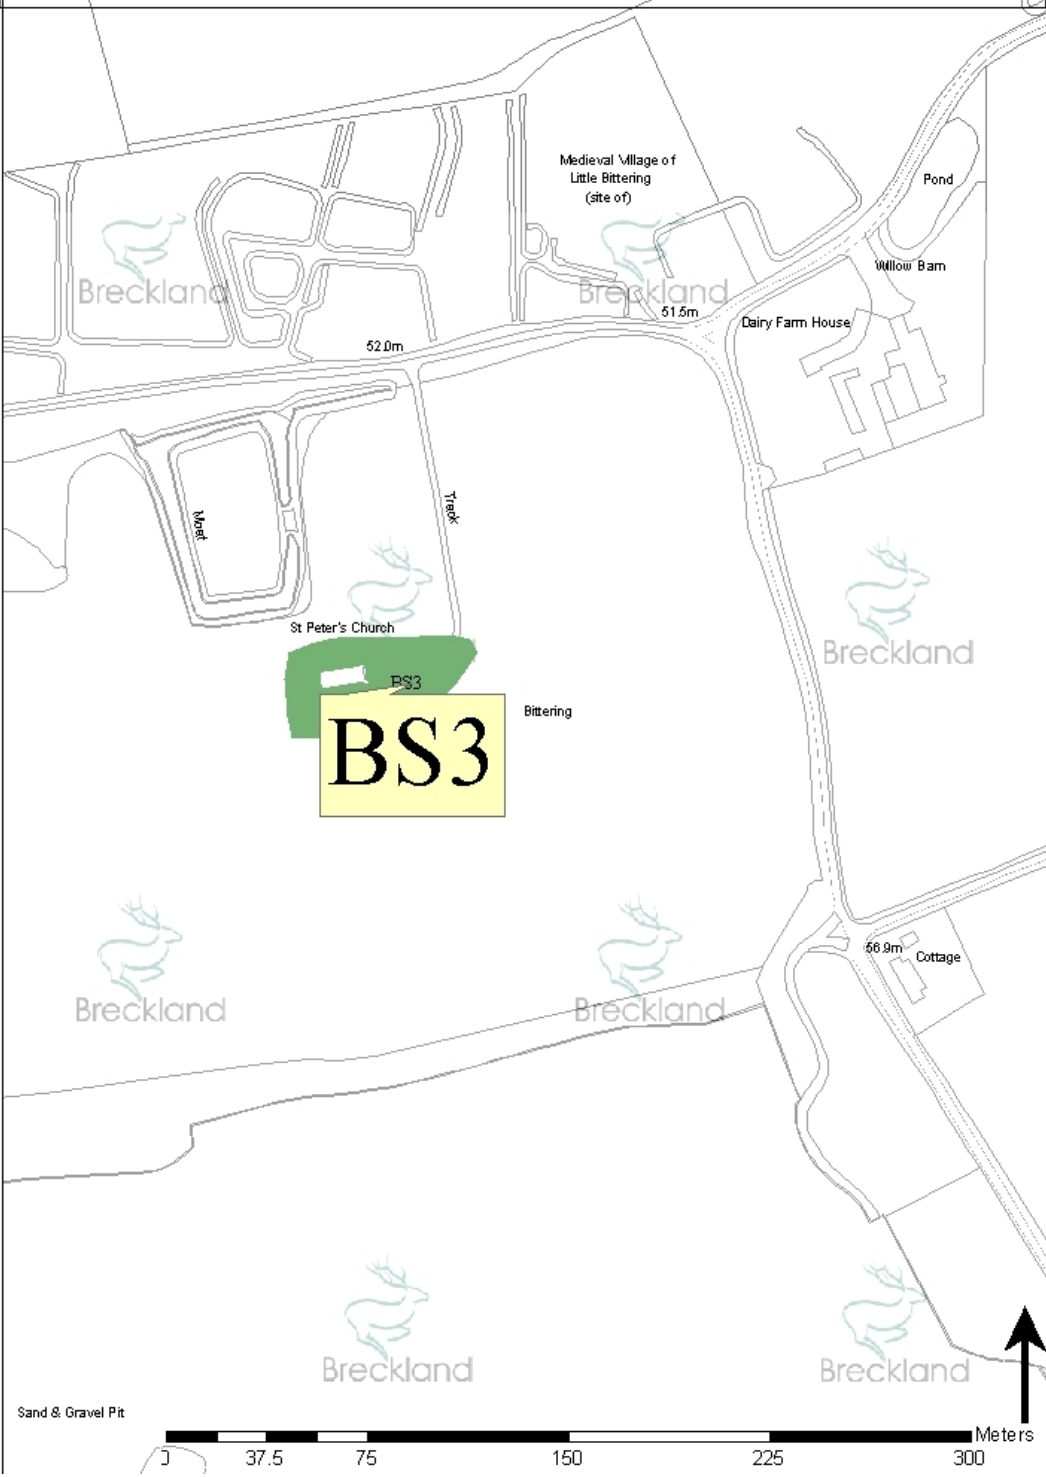 Medieval Village of
Little Bittering
(site of)
Pond
Breckland
Breckland
Willow Barn
51.5m
Dairy Farm House
52.0m
Moat
Track
St Peter's Church
Breckland
BS3
Bittering
BS3
Breckland
Breckland
56.9m
Cottage
Breckland
Breckland
Sand & Gravel Pit
Meters
0 37.5 75 150 225 300